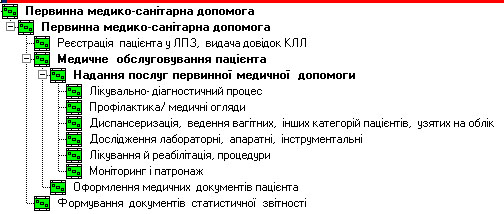 Первинна медико-санітарна допомога
Первинна медико-санітарна допомога
Реєстрація пацієнта у ЛПЗ, видача довідок КЛЛ
Медичне обслуговування пацієнта
Надання послуг первинної медичної допомоги
Лікувально-діагностичний процес
Профілактика/ медичні огляди
Диспансеризація, ведення вагітних, інших категорій пацієнтів, узятих на облік
Дослідження лабораторні, апаратні, інструментальні
Лікування й реабілітація, процедури
Моніторинг і патронаж
Оформлення медичних документів пацієнта
Формування документів статистичної звітності